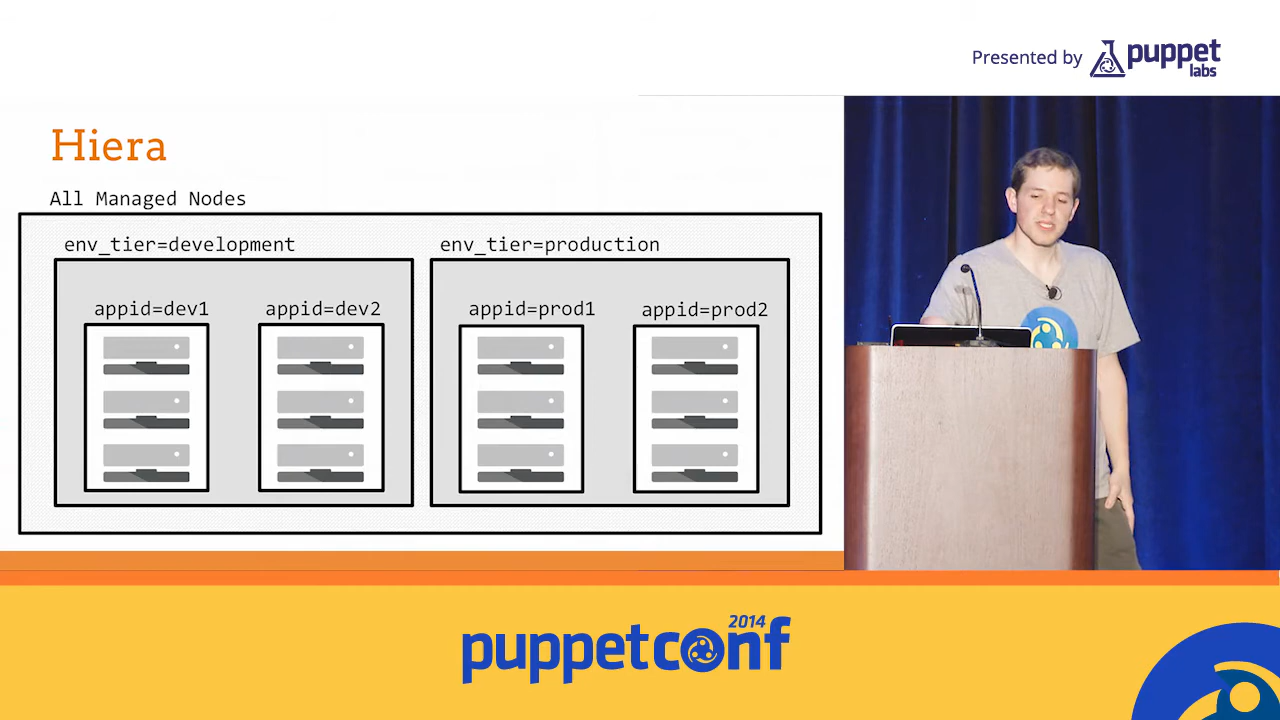 Presented by puppet labs
Hiera
All Managed Nodes
env_tier=development
env_tier=production
appid=dev1
appid=dev2
appid=prod1
appid=prod2
2014
puppetconf